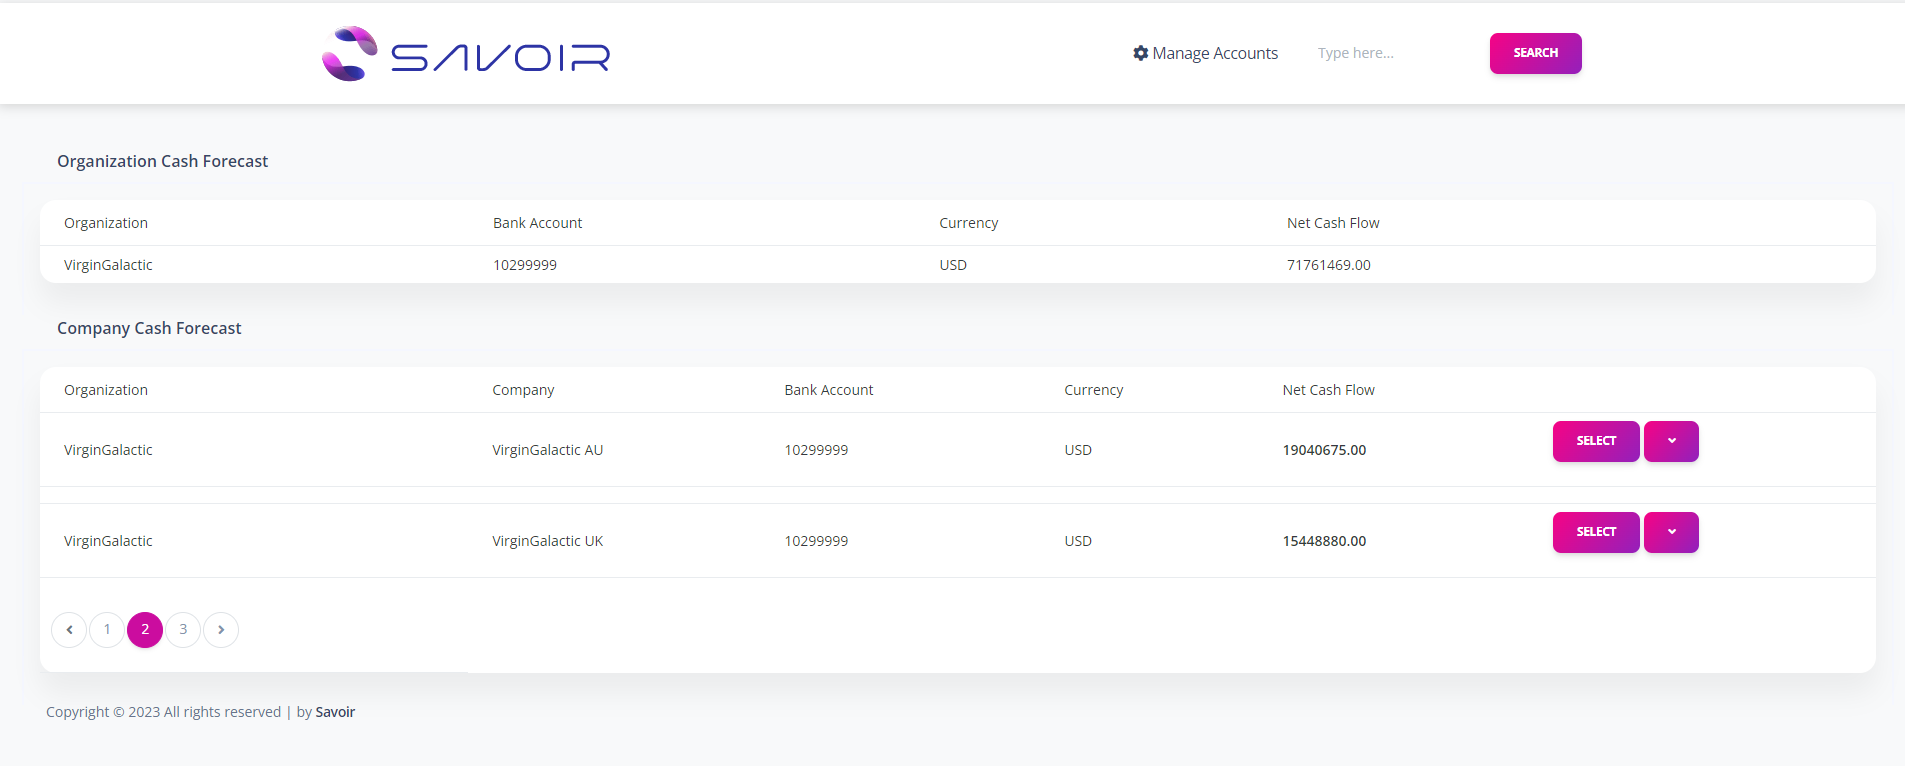 SAVOIR
Manage Accounts Type here... SEARCH
Organization Cash Forecast
Organization Bank Account Currency Net Cash Flow
VirginGalactic 10299999 USD 71761469.00
Company Cash Forecast
Organization Company Bank Account Currency Net Cash Flow
VirginGalactic VirginGalactic AU 10299999 USD 19040675.00 SELECT
VirginGalactic VirginGalactic UK 10299999 USD 15448880.00 SELECT
1 2 3
Copyright © 2023 All rights reserved | by Savoir